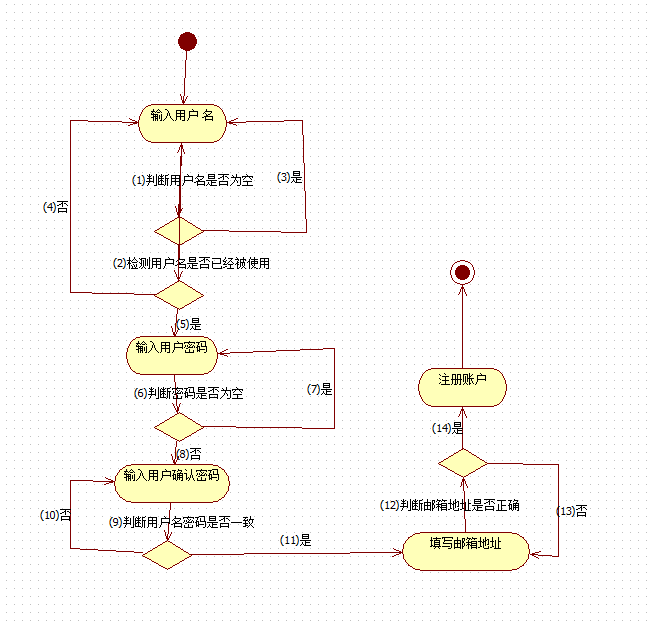 输入用户 名
(1)判断用户名是否为空
(3)是
(4)否
(2)检测用户名是否已经被使用
(5)是
输入用户密码
(6)判断密码是否为空
(7)是
(8)否
输入用户确认密码
(9)判断用户名密码是否一致
(10)否
(11)是
填写邮箱地址
(12)判断邮箱地址是否正确
(13)否
(14)是
注册账户